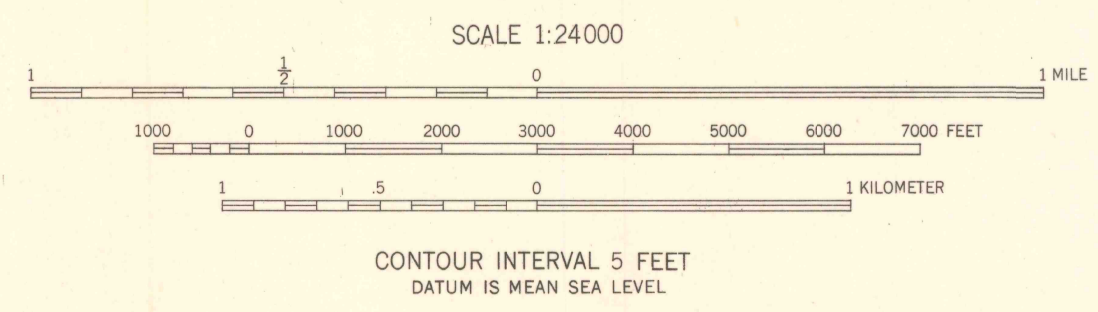 SCALE 1:24000
1 1/2 0 1 MILE
1000 0 1000 2000 3000 4000 5000 6000 7000 FEET
1 .5 0 1 KILOMETER
CONTOUR INTERVAL 5 FEET
DATUM IS MEAN SEA LEVEL